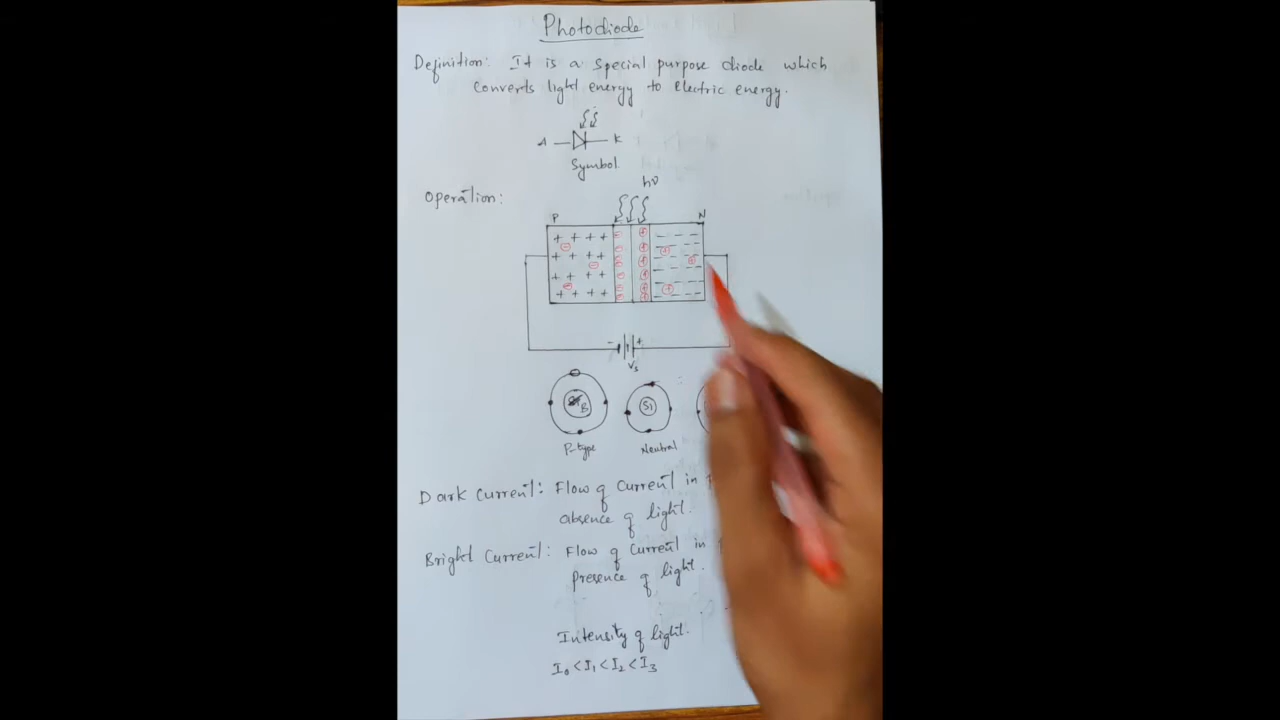 Photodiode
Definition: It is a special purpose diode which
converts light energy to electric energy.
A K
Symbol
hν
Operation:
P N
- +
Vs
B Si
P-type Neutral
Dark Current: Flow of Current in
absence of light.
Bright Current: Flow of Current in
presence of light.
Intensity of light.
I0 < I1 < I2 < I3